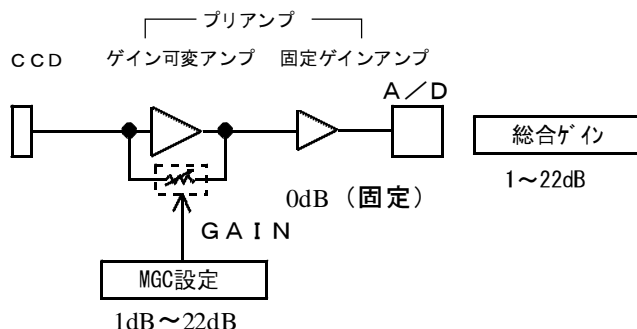 プリアンプ
CCD ゲイン可変アンプ 固定ゲインアンプ
A/D
総合ゲイン
1~22dB
0dB (固定)
GAIN
MGC設定
1dB~22dB